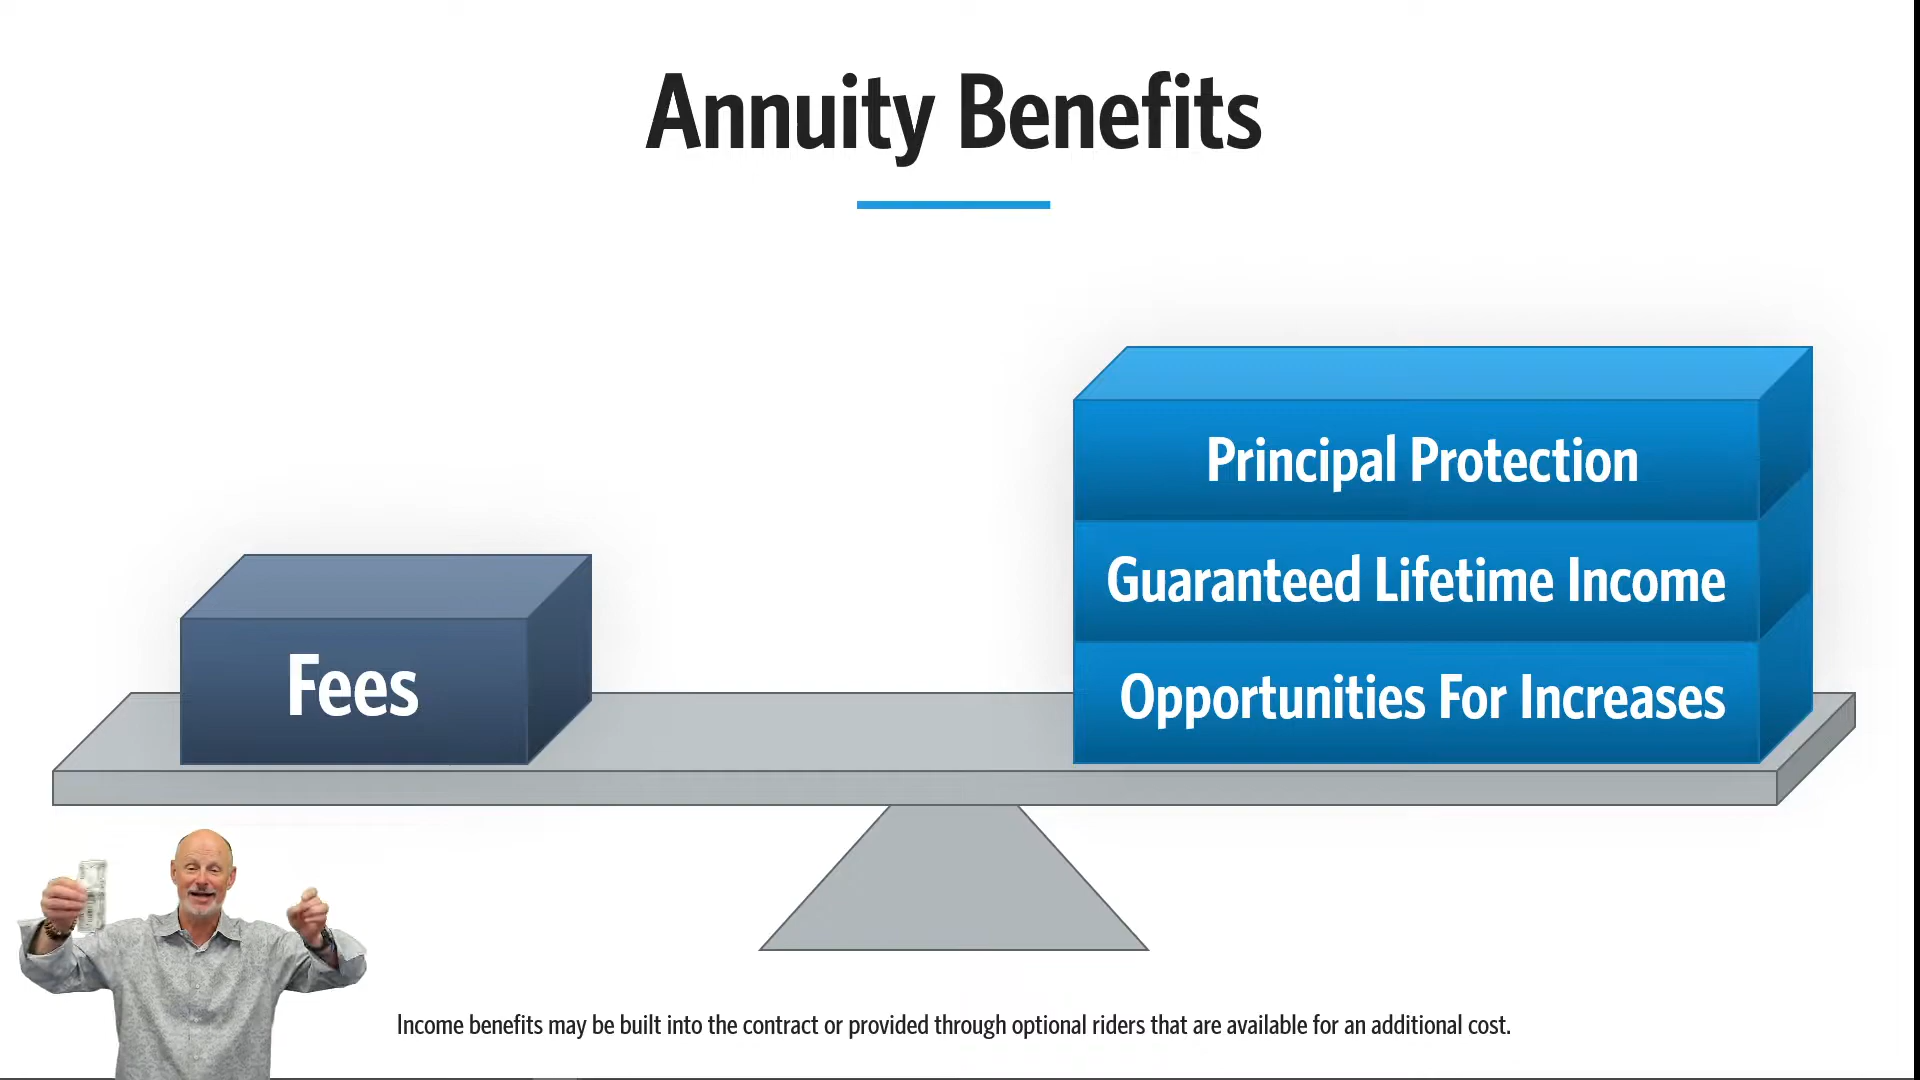 Annuity Benefits
Principal Protection
Guaranteed Lifetime Income
Fees
Opportunities For Increases
Income benefits may be built into the contract or provided through optional riders that are available for an additional cost.